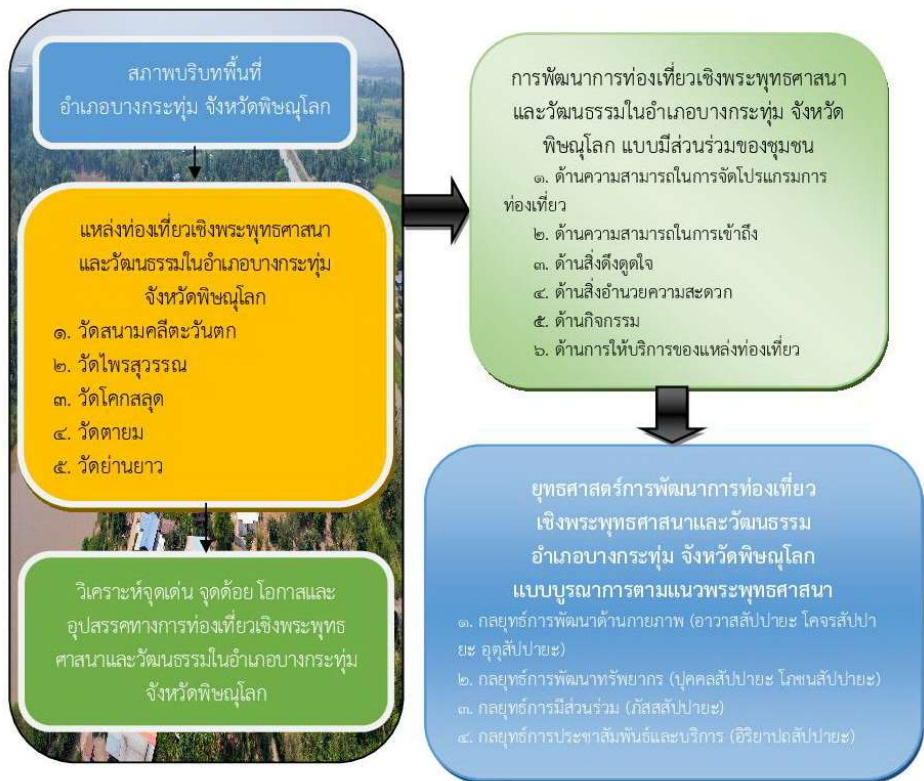 สภาพบริบทพื้นที่
อำเภอบางกระทุ่ม จังหวัดพิษณุโลก
แหล่งท่องเที่ยวเชิงพระพุทธศาสนา
และวัฒนธรรมในอำเภอบางกระทุ่ม
จังหวัดพิษณุโลก
๑. วัดสนามคลีตะวันตก
๒. วัดไพรสุวรรณ
๓. วัดโคกสลุด
๔. วัดตายม
๕. วัดย่านยาว
วิเคราะห์จุดเด่น จุดด้อย โอกาสและ
อุปสรรคทางการท่องเที่ยวเชิงพระพุทธ
ศาสนาและวัฒนธรรมในอำเภอบางกระทุ่ม
จังหวัดพิษณุโลก
การพัฒนาการท่องเที่ยวเชิงพระพุทธศาสนา
และวัฒนธรรมในอำเภอบางกระทุ่ม จังหวัด
พิษณุโลก แบบมีส่วนร่วมของชุมชน
๑. ด้านความสามารถในการจัดโปรแกรมการ
ท่องเที่ยว
๒. ด้านความสามารถในการเข้าถึง
๓. ด้านสิ่งดึงดูดใจ
๔. ด้านสิ่งอำนวยความสะดวก
๕. ด้านกิจกรรม
๖. ด้านการให้บริการของแหล่งท่องเที่ยว
ยุทธศาสตร์การพัฒนาการท่องเที่ยว
เชิงพระพุทธศาสนาและวัฒนธรรม
อำเภอบางกระทุ่ม จังหวัดพิษณุโลก
แบบบูรณาการตามแนวพระพุทธศาสนา
๑. กลยุทธ์การพัฒนาด้านกายภาพ (อาวาสสัปปายะ โคจรสัปปา
ยะ อุตุสัปปายะ)
๒. กลยุทธ์การพัฒนาทรัพยากร (ปุคคลสัปปายะ โภชนสัปปายะ)
๓. กลยุทธ์การมีส่วนร่วม (ภัสสสัปปายะ)
๔. กลยุทธ์การประชาสัมพันธ์และบริการ (อิริยาปถสัปปายะ)